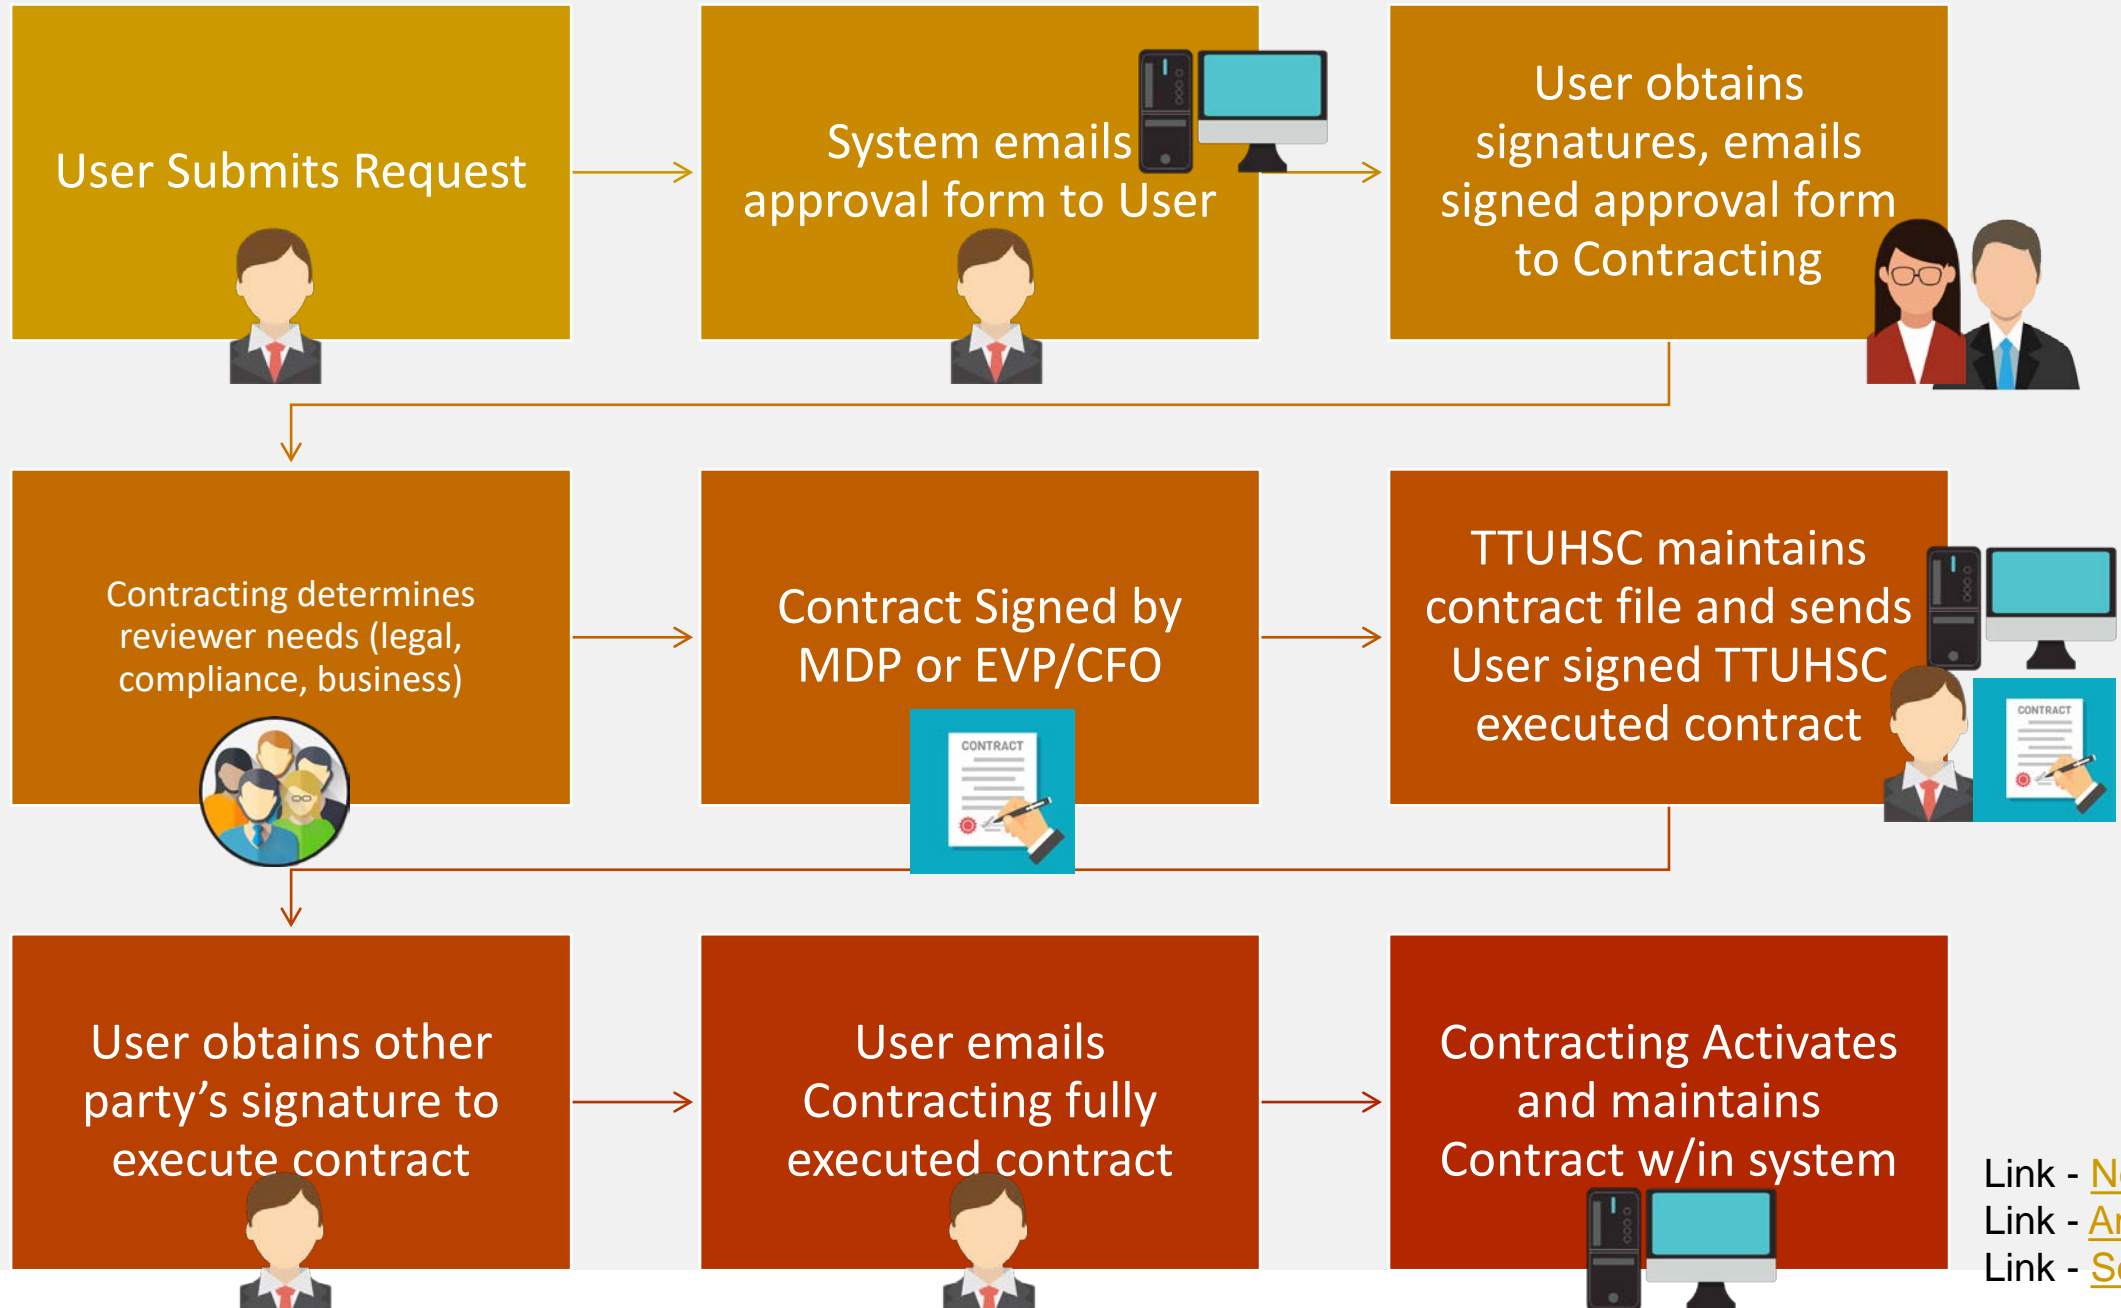 User Submits Request
System emails
approval form to User
User obtains
signatures, emails
signed approval form
to Contracting
Contracting determines
reviewer needs (legal,
compliance, business)
Contract Signed by
MDP or EVP/CFO
CONTRACT
TTUHSC maintains
contract file and sends
User signed TTUHSC
executed contract
CONTRACT
User obtains other
party’s signature to
execute contract
User emails
Contracting fully
executed contract
Contracting Activates
and maintains
Contract w/in system
Link -
Link -
Link -